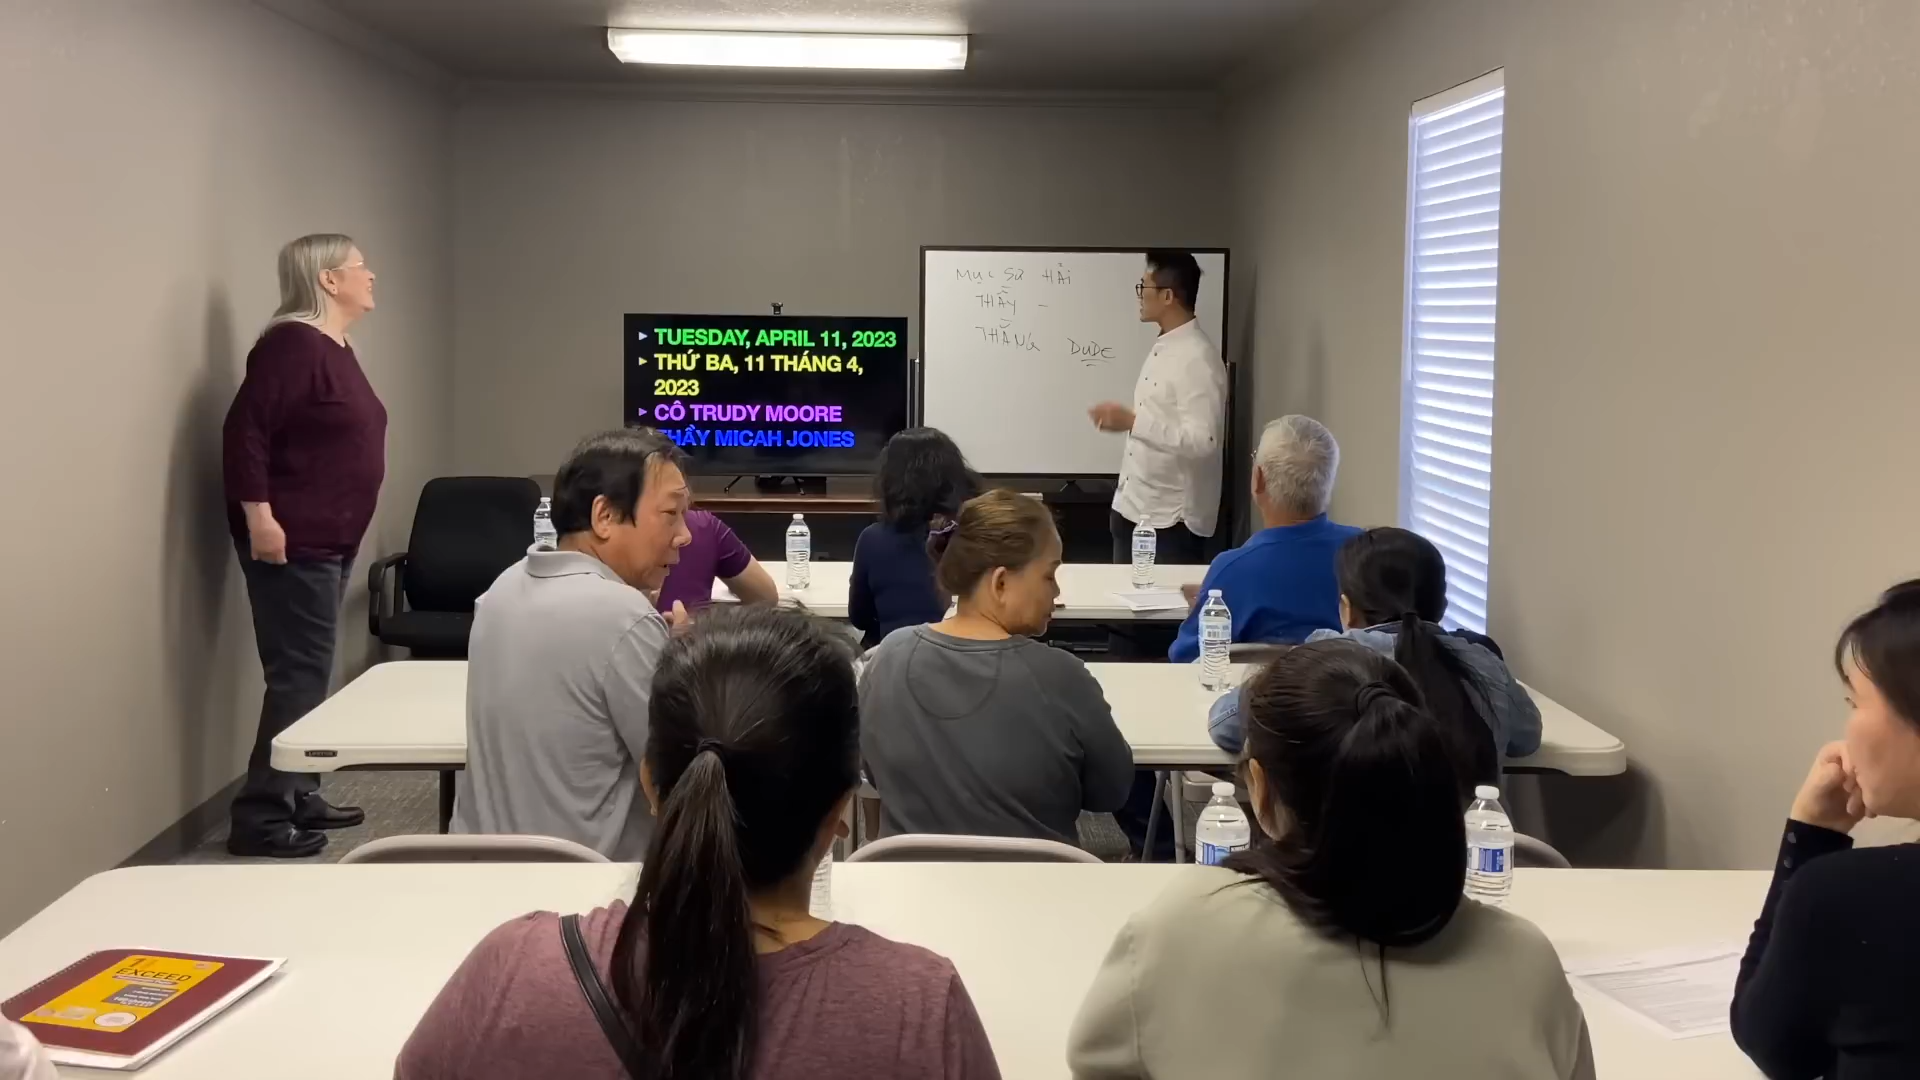 TUESDAY, APRIL 11, 2023
THỨ BA, 11 THÁNG 4,
2023
CÔ TRUDY MOORE
THẦY MICAH JONES
MỤC SƯ HẢI
THẦY -
THẰNG DUDE
EXCEED